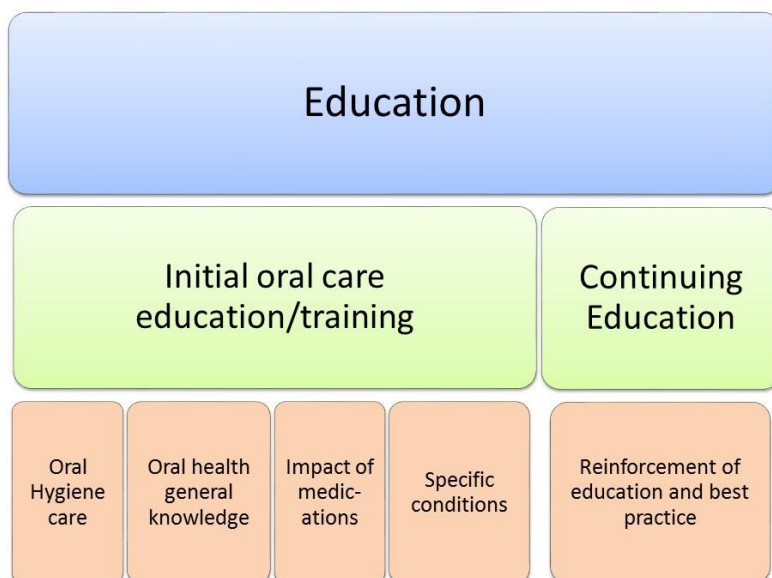 Education
Initial oral care
education/training
Continuing
Education
Oral
Hygiene
care
Oral health
general
knowledge
Impact of
medic-
ations
Specific
conditions
Reinforcement of
education and best
practice